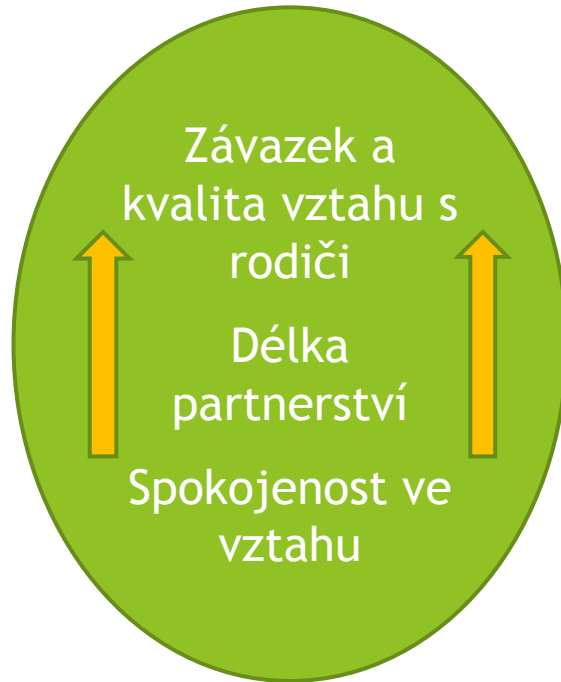 Závazek a
kvalita vztahu s
rodiči
Délka
partnerství
Spokojenost ve
vztahu